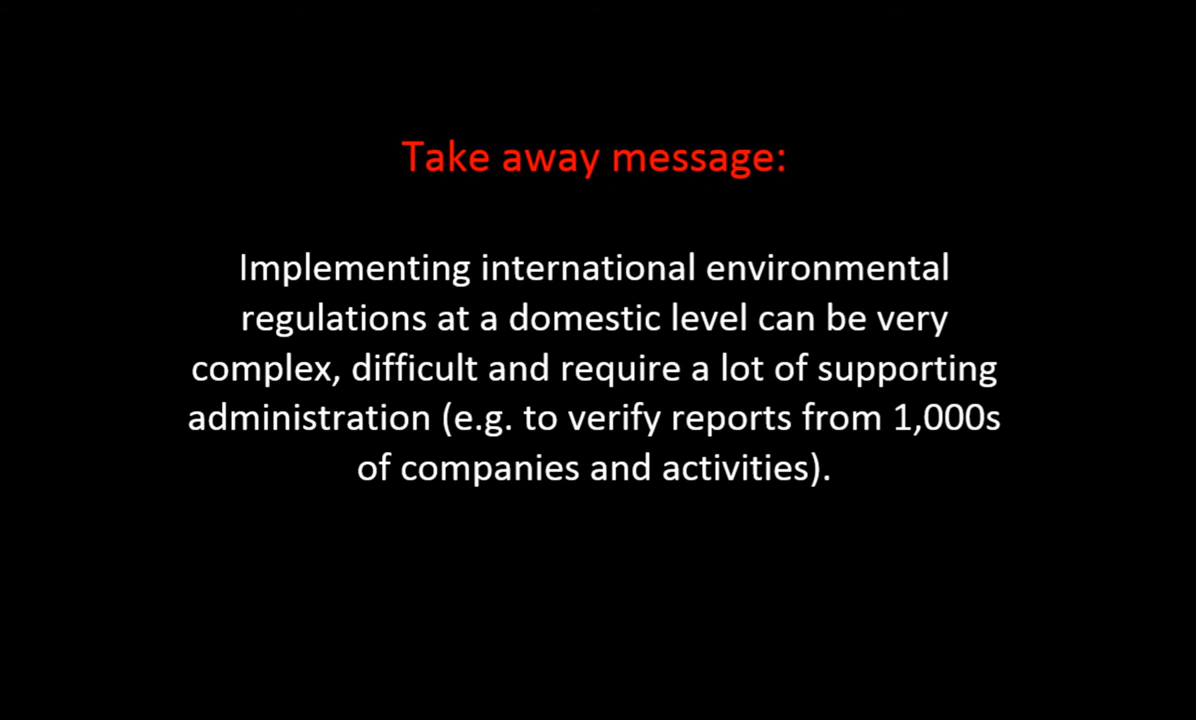 Take away message:
Implementing international environmental
regulations at a domestic level can be very
complex, difficult and require a lot of supporting
administration (e.g. to verify reports from 1,000s
of companies and activities).